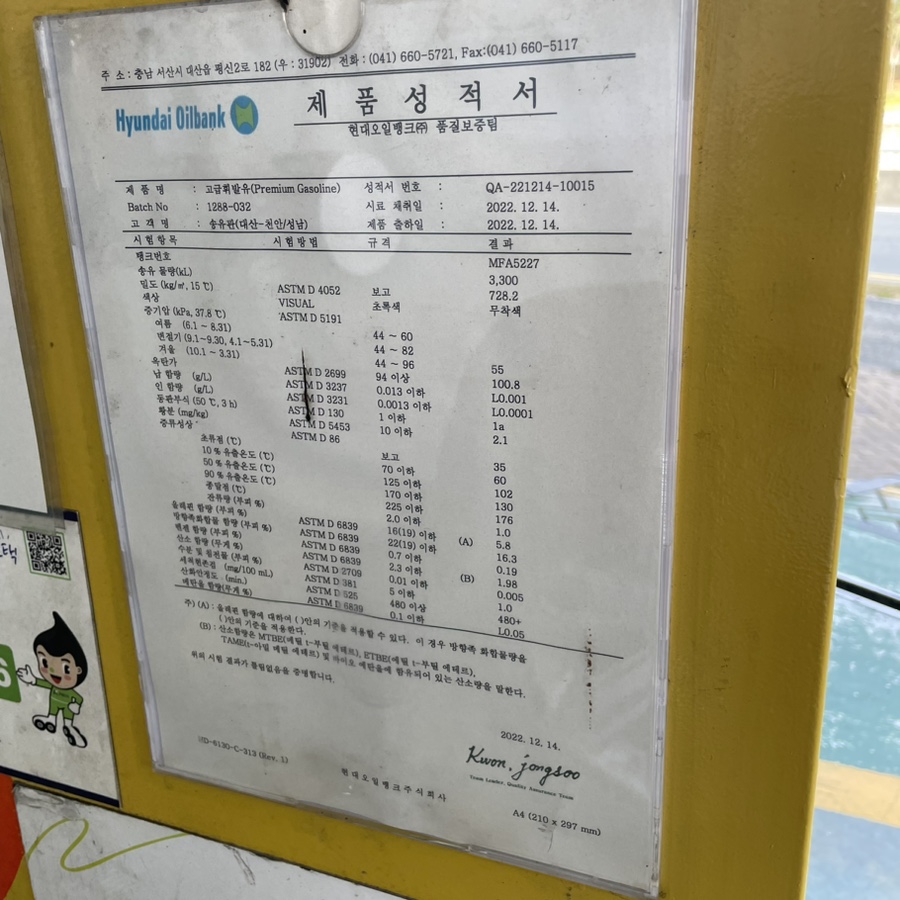 주 소 : 충남 서산시 대산읍 평신2로 182 (우 : 31902) 전화 : (041) 660-5721, Fax:(041) 660-5117
Hyundai Oilbank
제 품 성 적 서
현대오일뱅크㈜ 품질보증팀
제 품 명 : 고급휘발유(Premium Gasoline) 성적서 번호 : QA-221214-10015
Batch No : 1288-032 시료 채취일 : 2022. 12. 14.
고 객 명 : 송유관(대산-천안/성남) 제품 출하일 : 2022. 12. 14.
시험항목 시험방법 규격 결과
탱크번호 MFA5227
송유 물량(kL) 3,300
밀도 (kg/㎥, 15 ℃) ASTM D 4052 보고 728.2
색상 VISUAL 초록색 무착색
증기압 (kPa, 37.8 ℃) ASTM D 5191
여름 (6.1 ~ 8.31) 44 ~ 60
변절기 (9.1~9.30, 4.1~5.31) 44 ~ 82
겨울 (10.1 ~ 3.31) 44 ~ 96 55
옥탄가 ASTM D 2699 94 이상 100.8
납 함량 (g/L) ASTM D 3237 0.013 이하 L0.001
인 함량 (g/L) ASTM D 3231 0.0013 이하 L0.0001
동판부식 (50 ℃, 3 h) ASTM D 130 1 이하 1a
황분 (mg/kg) ASTM D 5453 10 이하 2.1
증류성상 ASTM D 86
초류점 (℃) 보고 35
10 % 유출온도 (℃) 70 이하 60
50 % 유출온도 (℃) 125 이하 102
90 % 유출온도 (℃) 170 이하 130
종말점 (℃) 225 이하 176
잔류량 (부피 %) 2.0 이하 1.0
올레핀 함량 (부피 %) ASTM D 6839 16(19) 이하 (A) 5.8
방향족화합물 함량 (부피 %) ASTM D 6839 22(19) 이하 16.3
벤젠 함량 (부피 %) ASTM D 6839 0.7 이하 0.19
산소 함량 (무게 %) ASTM D 6839 2.3 이하 (B) 1.98
수분 및 침전물 (부피 %) ASTM D 2709 0.01 이하 0.005
세척현존검 (mg/100 mL) ASTM D 381 5 이하 1.0
산화안정도 (min.) ASTM D 525 480 이상 480+
메탄올 함량(무게 %) ASTM D 6839 0.1 이하 L0.05
주) (A) : 올레핀 함량에 대하여 ( )안의 기준을 적용할 수 있다. 이 경우 방향족 화합물량을
( )안의 기준을 적용한다.
(B) : 산소함량은 MTBE(메틸 t-부틸 에테르), ETBE(에틸 t-부틸 에테르),
TAME(t-아밀 메틸 에테르) 및 바이오 에탄올에 함유되어 있는 산소량을 말한다.
위의 시험 결과가 틀림없음을 증명합니다.
2022. 12. 14.
Kwon. jongsoo
Team Leader, Quality Assurance Team
-6130-C-313 (Rev. 1)
현대오일뱅크주식회사
A4 (210 x 297 mm)